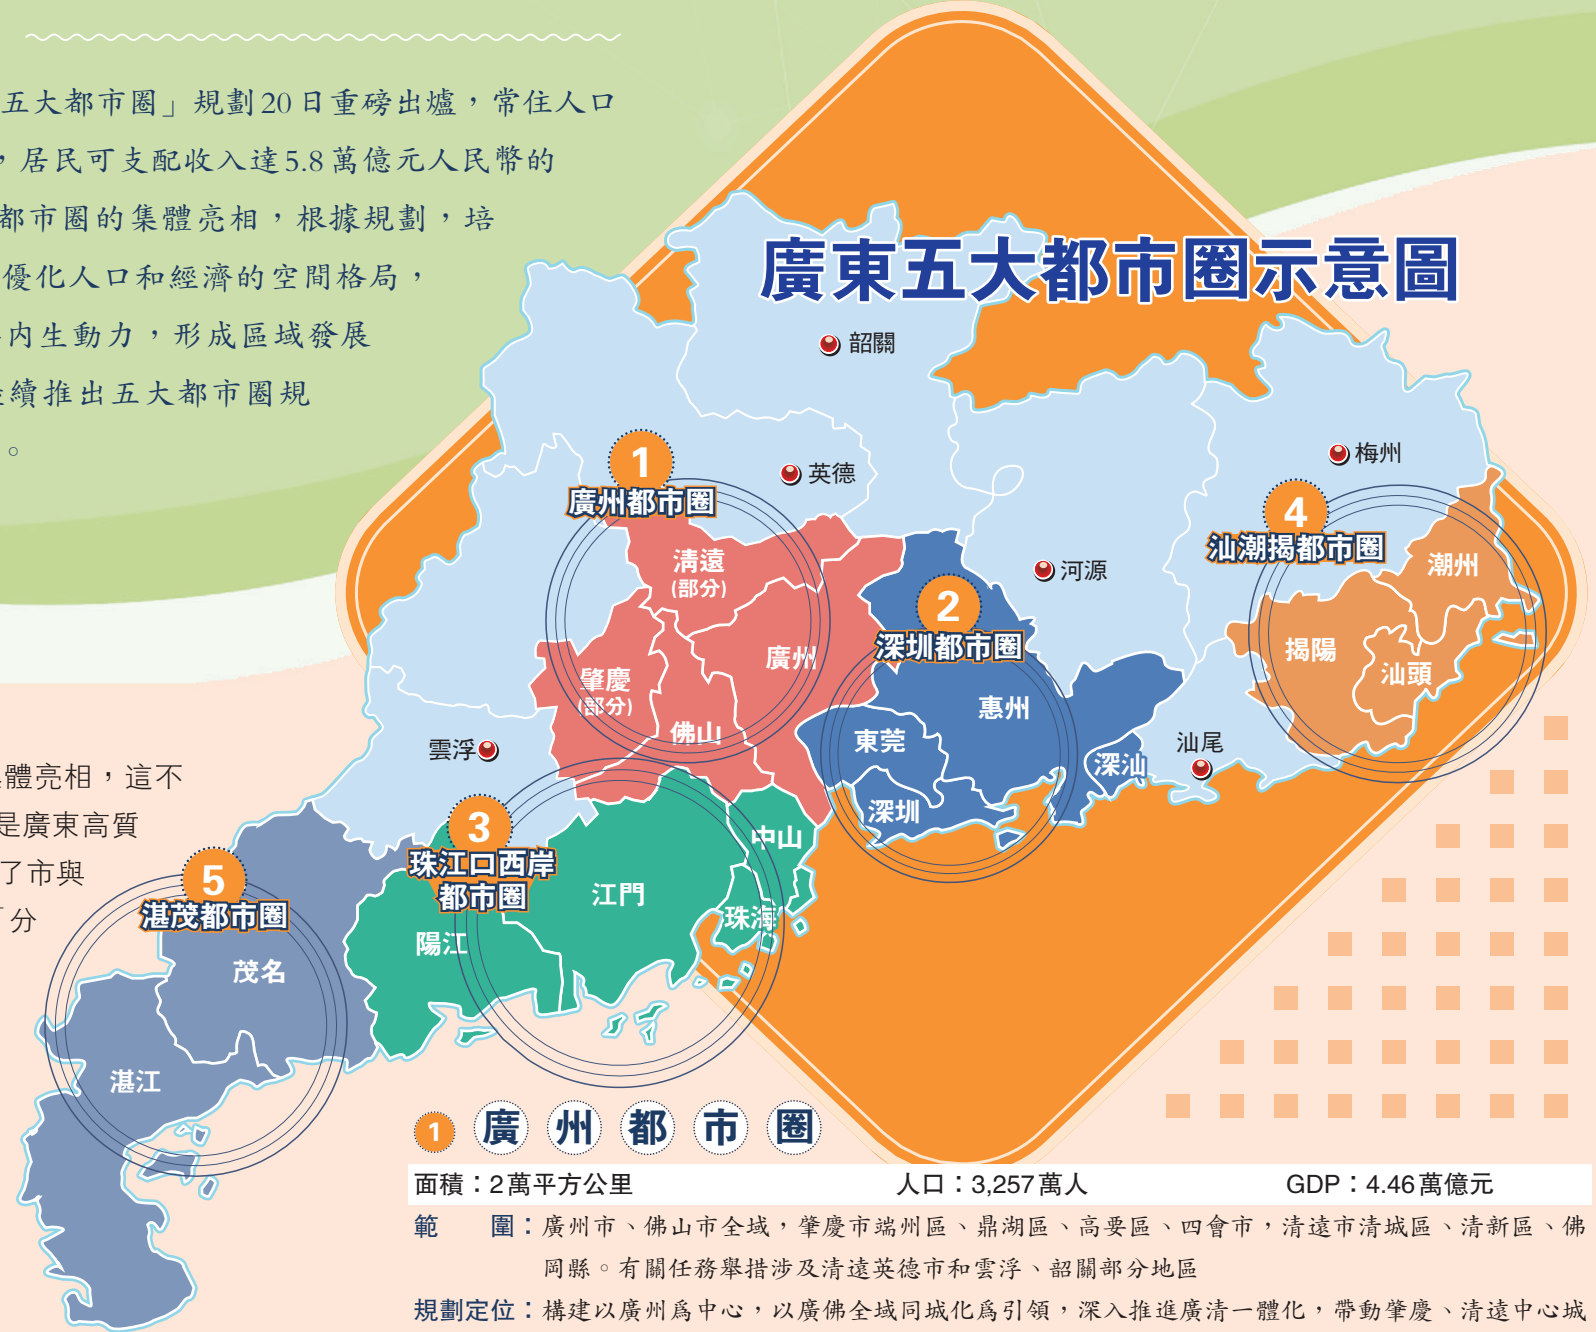 五大都市圈」規劃20日重磅出爐，常住人口
，居民可支配收入達5.8萬億元人民幣的
都市圈的集體亮相，根據規劃，培
優化人口和經濟的空間格局，
內生動力，形成區域發展
續推出五大都市圈規
。
體亮相，這不
是廣東高質
了市與
「分
廣東五大都市圈示意圖
韶關
英德
梅州
河源
汕尾
雲浮
1
廣州都市圈
清遠
(部分)
肇慶
(部分)
廣州
佛山
2
深圳都市圈
惠州
東莞
深圳
深汕
3
珠江口西岸
都市圈
江門
中山
珠海
陽江
4
汕潮揭都市圈
潮州
揭陽
汕頭
5
湛茂都市圈
茂名
湛江
1 廣州都市圈
面積：2萬平方公里 人口：3,257萬人 GDP：4.46萬億元
範 圍：廣州市、佛山市全域，肇慶市端州區、鼎湖區、高要區、四會市，清遠市清城區、清新區、佛
岡縣。有關任務舉措涉及清遠英德市和雲浮、韶關部分地區
規劃定位：構建以廣州爲中心，以廣佛全域同城化爲引領，深入推進廣清一體化，帶動肇慶、清遠中心城